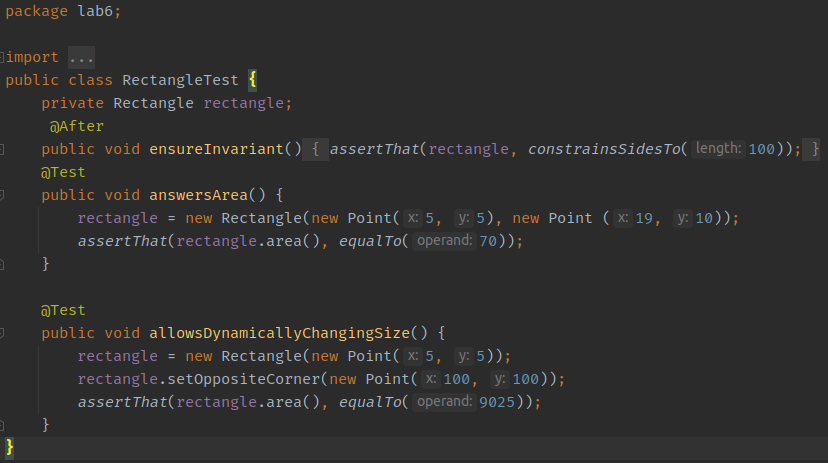 package lab6;
import ...
public class RectangleTest {
private Rectangle rectangle;
@After
public void ensureInvariant() { assertThat(rectangle, constrainsSidesTo( length: 100)); }
@Test
public void answersArea() {
rectangle = new Rectangle(new Point( x: 5, y: 5), new Point ( x: 19, y: 10));
assertThat(rectangle.area(), equalTo( operand: 70));
}
@Test
public void allowsDynamicallyChangingSize() {
rectangle = new Rectangle(new Point( x: 5, y: 5));
rectangle.setOppositeCorner(new Point( x: 100, y: 100));
assertThat(rectangle.area(), equalTo( operand: 9025));
}
}